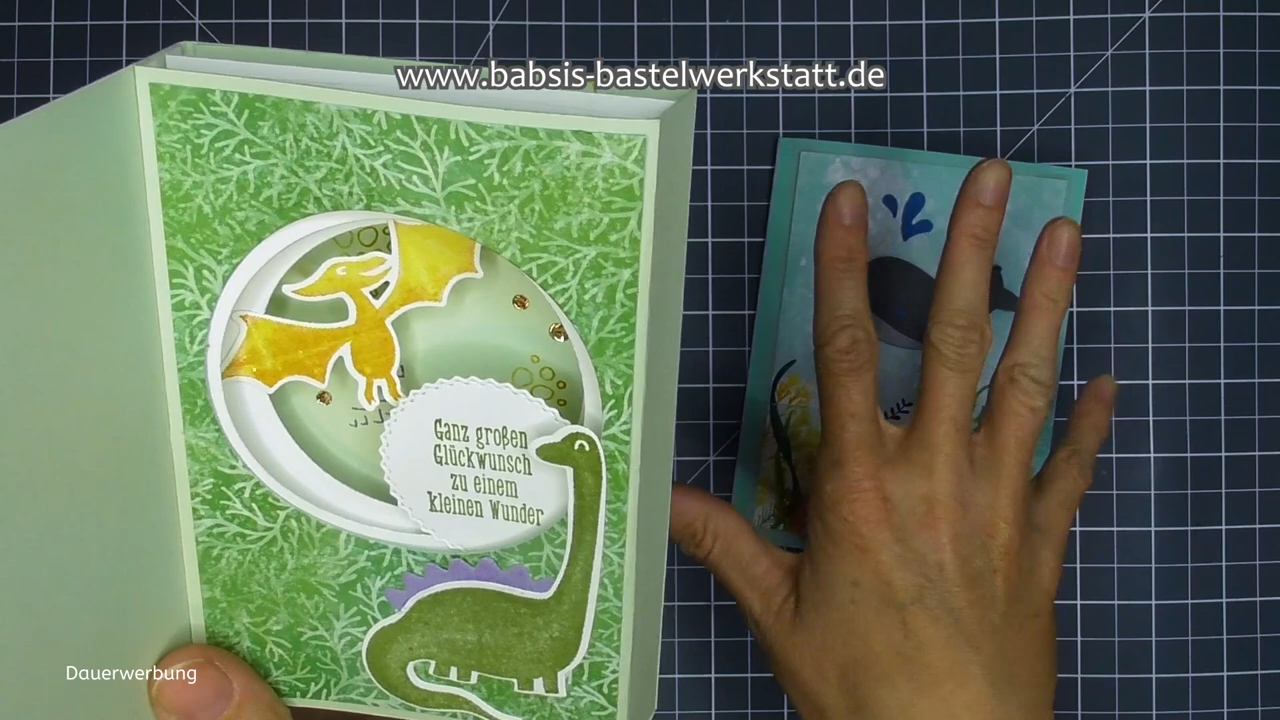 www.babsis-bastelwerkstatt.de
Ganz großen
Glückwunsch
zu einem
kleinen Wunder
Dauerwerbung